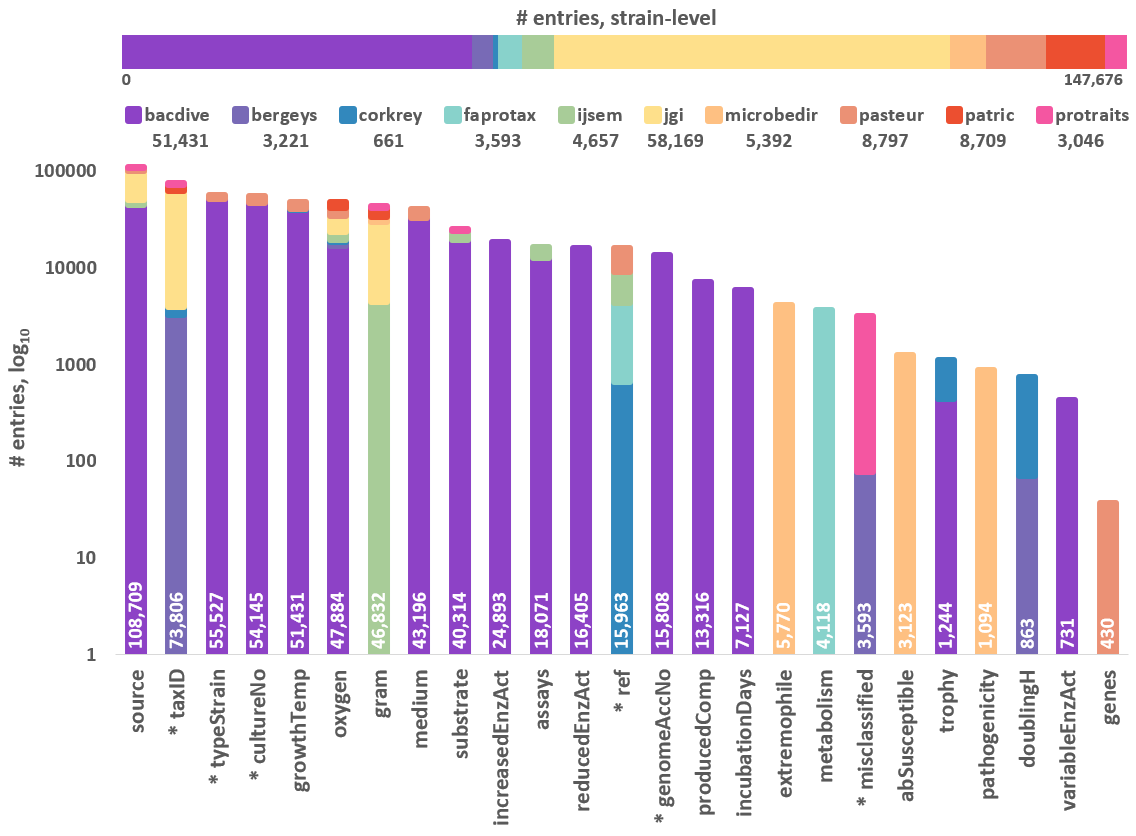 # entries, strain-level
0 147,676
bacdive bergeys corkrey faprotax ijsem jgi microbedir pasteur patric protraits
51,431 3,221 661 3,593 4,657 58,169 5,392 8,797 8,709 3,046
# entries, log10
100000
10000
1000
100
10
1
108,709 73,806 55,527 54,145 51,431 47,884 46,832 43,196 40,314 24,893 18,071 16,405 15,963 15,808 13,316 7,127 5,770 4,118 3,593 3,123 1,244 1,094 863 731 430
source
* taxID
* typeStrain
* cultureNo
growthTemp
oxygen
gram
medium
substrate
increasedEnzAct
assays
reducedEnzAct
* ref
* genomeAccNo
producedComp
incubationDays
extremophile
metabolism
* misclassified
abSusceptible
trophy
pathogenicity
doublingH
variableEnzAct
genes